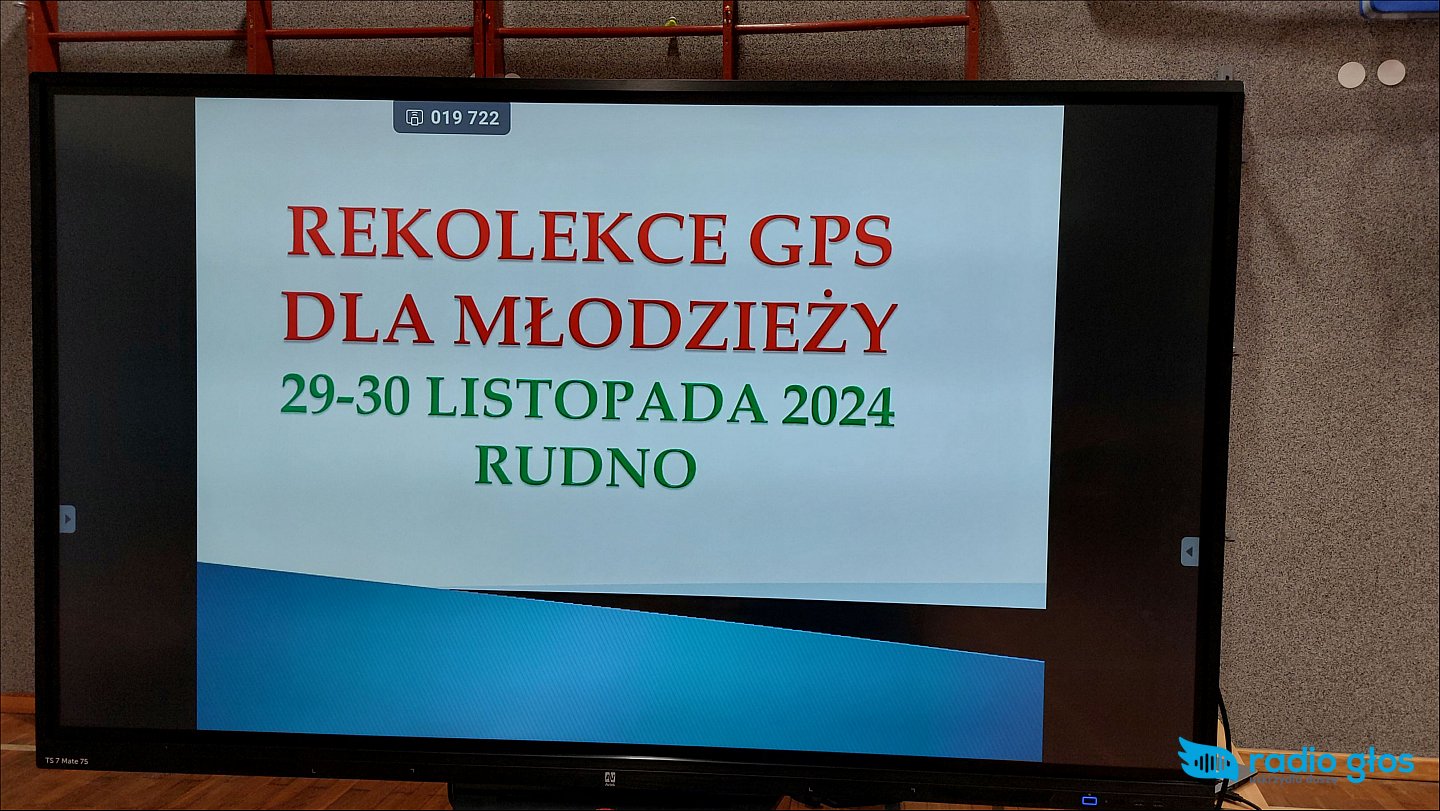 019 722
REKOLEKCE GPS
DLA MŁODZIEŻY
29-30 LISTOPADA 2024
RUDNO
TS 7 Mate 75
radio głos